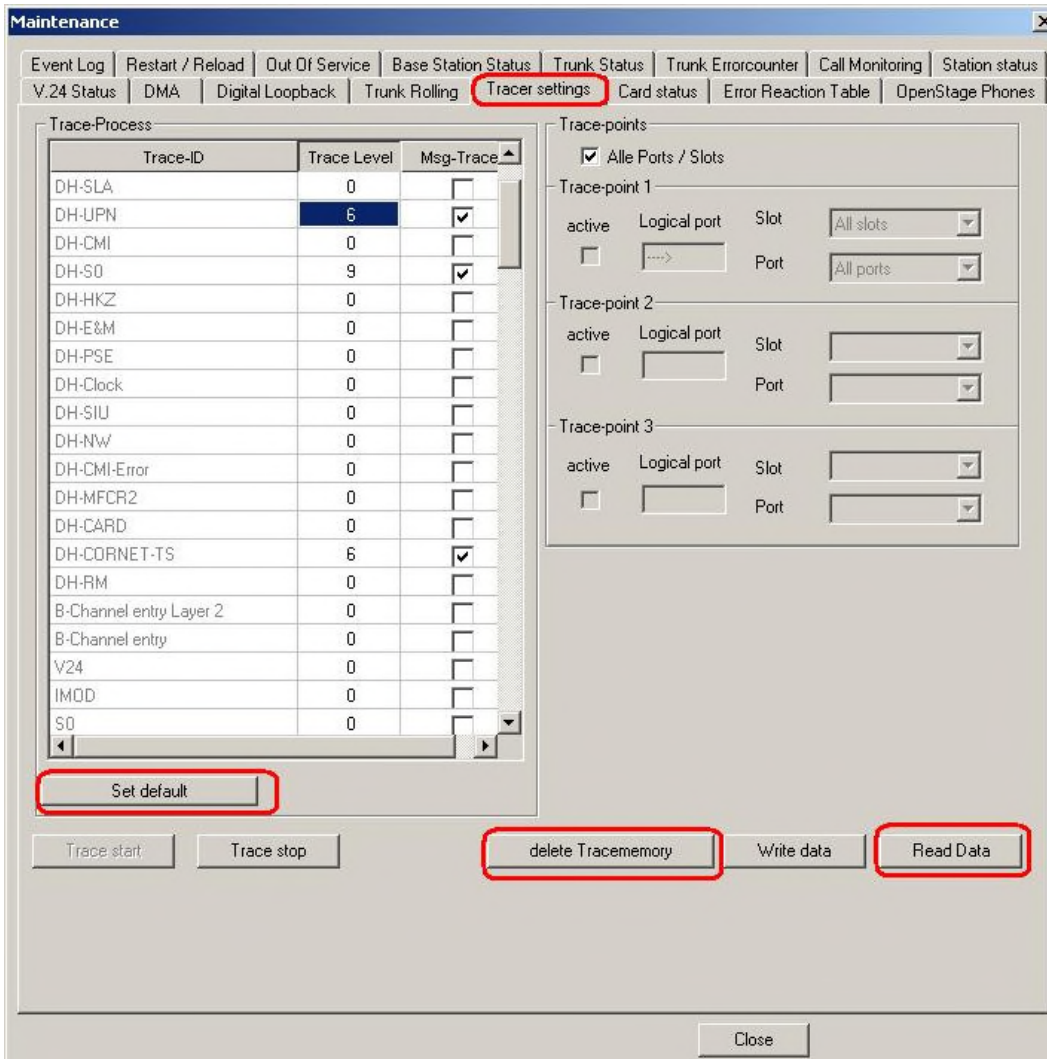 Maintenance
Event Log Restart / Reload Out Of Service Base Station Status Trunk Status Trunk Errorcounter Call Monitoring Station status
V.24 Status DMA Digital Loopback Trunk Rolling Tracer settings Card status Error Reaction Table OpenStage Phones
Trace-Process
Trace-ID Trace Level Msg-Trace
DH-SLA 0
DH-UPN 6
DH-CMI 0
DH-S0 9
DH-HKZ 0
DH-E&M 0
DH-PSE 0
DH-Clock 0
DH-SIU 0
DH-NW 0
DH-CMI-Error 0
DH-MFCR2 0
DH-CARD 0
DH-CORNET-TS 6
DH-RM 0
B-Channel entry Layer 2 0
B-Channel entry 0
V24 0
IMOD 0
S0 0
Set default
Trace-points
Alle Ports / Slots
Trace-point 1
active Logical port Slot All slots
----> Port All ports
Trace-point 2
active Logical port Slot
Port
Trace-point 3
active Logical port Slot
Port
Trace start Trace stop delete Tracememory Write data Read Data
Close